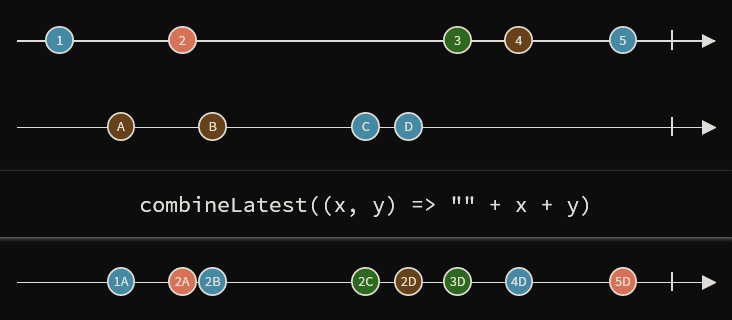 1 2 3 4 5
A B C D
combineLatest((x, y) => "" + x + y)
1A 2A 2B 2C 2D 3D 4D 5D